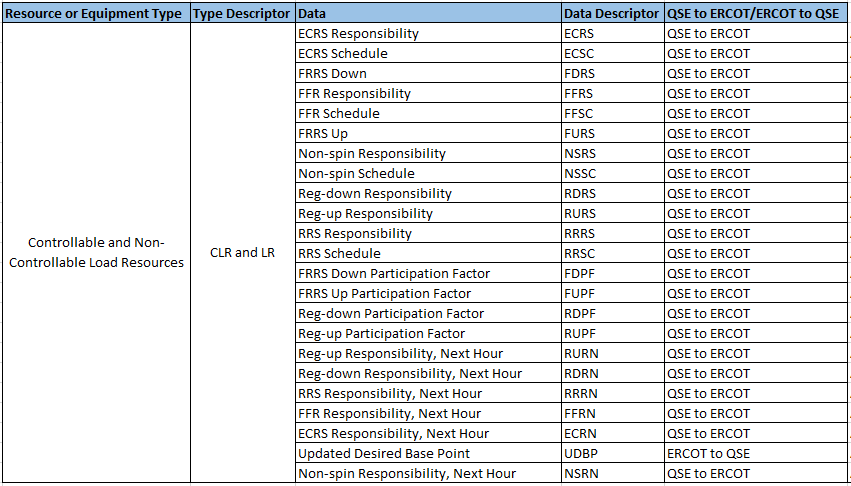 Resource or Equipment Type Type Descriptor Data Data Descriptor QSE to ERCOT/ERCOT to QSE
ECRS Responsibility ECRS QSE to ERCOT
ECRS Schedule ECSC QSE to ERCOT
FRRS Down FDRS QSE to ERCOT
FFR Responsibility FFRS QSE to ERCOT
FFR Schedule FFSC QSE to ERCOT
FRRS Up FURS QSE to ERCOT
Non-spin Responsibility NSRS QSE to ERCOT
Non-spin Schedule NSSC QSE to ERCOT
Reg-down Responsibility RDRS QSE to ERCOT
Reg-up Responsibility RURS QSE to ERCOT
RRS Responsibility RRRS QSE to ERCOT
Controllable and Non-
Controllable Load Resources
CLR and LR
RRS Schedule RRSC QSE to ERCOT
FRRS Down Participation Factor FDPF QSE to ERCOT
FRRS Up Participation Factor FUPF QSE to ERCOT
Reg-down Participation Factor RDPF QSE to ERCOT
Reg-up Participation Factor RUPF QSE to ERCOT
Reg-up Responsibility, Next Hour RURN QSE to ERCOT
Reg-down Responsibility, Next Hour RDRN QSE to ERCOT
RRS Responsibility, Next Hour RRRN QSE to ERCOT
FFR Responsibility, Next Hour FFRN QSE to ERCOT
ECRS Responsibility, Next Hour ECRN QSE to ERCOT
Updated Desired Base Point UDBP ERCOT to QSE
Non-spin Responsibility, Next Hour NSRN QSE to ERCOT